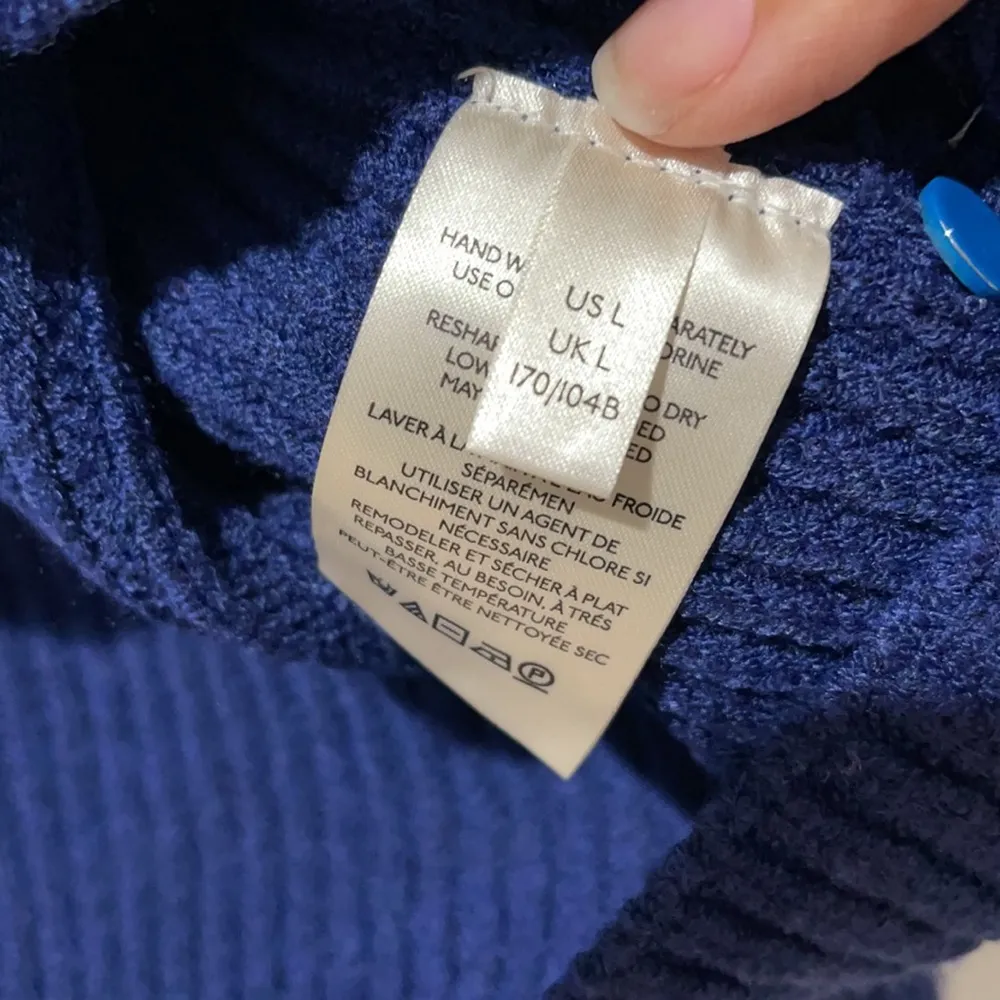 US L
UK L
170/104B
HAND W
USE O
ARATELY
ORINE
RESHA
LOW
MAY
O DRY
ED
ED
LAVER À L
FROIDE
SÉPARÉMEN
UTILISER UN AGENT DE
BLANCHIMENT SANS CHLORE SI
NÉCESSAIRE
REMODELER ET SÉCHER À PLAT
REPASSER, AU BESOIN, À TRÉS
BASSE TEMPÉRATURE
PEUT-ÊTRE ÊTRE NETTOYÉE SEC
P